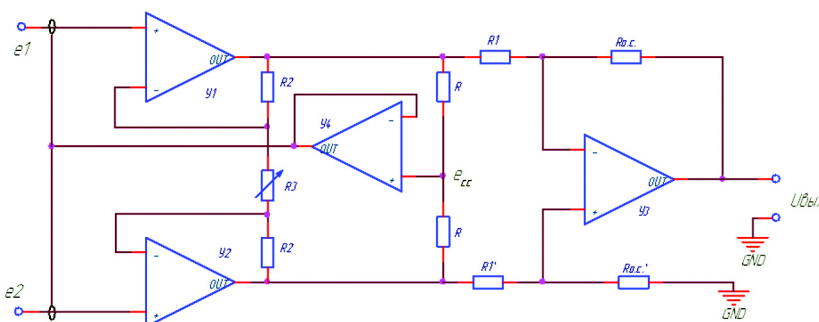 e1
+
-
OUT
У1
R2
R1
Rо.с.
R
У4
-
OUT
+
eсс
R3
-
OUT
+
У3
Uвых
GND
У2
-
OUT
+
R2
R
R1'
Rо.с.'
GND
e2